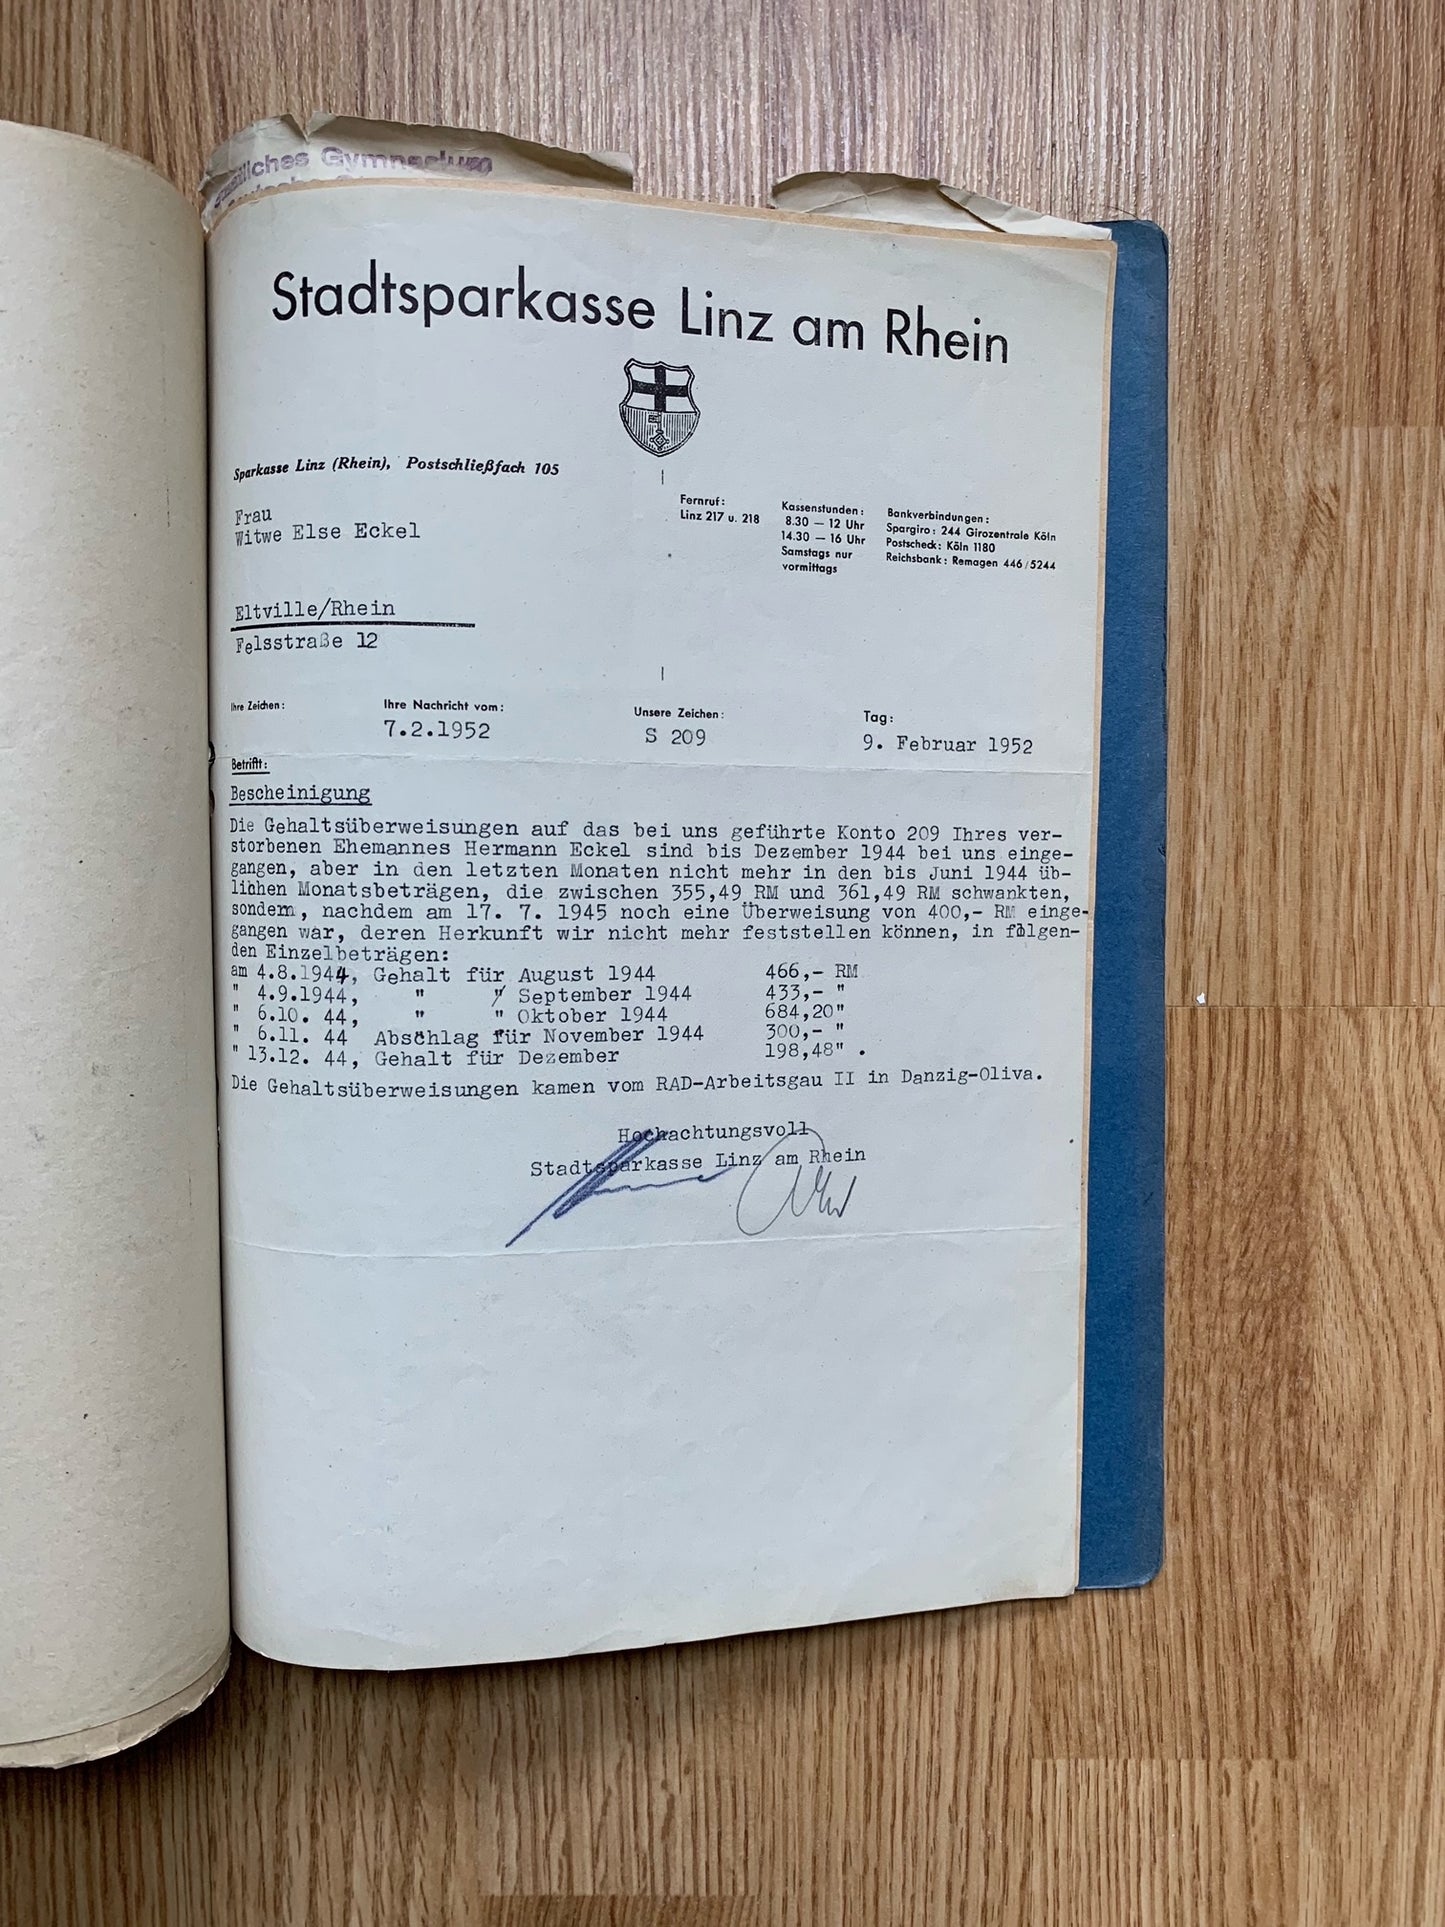 Gymnasium
Stadtsparkasse Linz am Rhein
Sparkasse Linz (Rhein), Postschließfach 105
Frau
Witwe Else Eckel
Eltville/Rhein
Felsstraße 12
Fernruf:
Linz 217 u. 218
Kassenstunden:
8.30 — 12 Uhr
14.30 — 16 Uhr
Samstags nur
vormittags
Bankverbindungen:
Spargiro: 244 Girozentrale Köln
Postscheck: Köln 1180
Reichsbank: Remagen 446/5244
Ihre Zeichen:
Ihre Nachricht vom:
7.2.1952
Unsere Zeichen:
S 209
Tag:
9. Februar 1952
Betrifft:
Bescheinigung
Die Gehaltsüberweisungen auf das bei uns geführte Konto 209 Ihres ver-
storbenen Ehemannes Hermann Eckel sind bis Dezember 1944 bei uns einge-
gangen, aber in den letzten Monaten nicht mehr in den bis Juni 1944 üb-
lichen Monatsbeträgen, die zwischen 355,49 RM und 361,49 RM schwankten,
sondern, nachdem am 17. 7. 1945 noch eine Überweisung von 400,- RM einge-
gangen war, deren Herkunft wir nicht mehr feststellen können, in folgen-
den Einzelbeträgen:
am 4.8.1944, Gehalt für August 1944 466,- RM
" 4.9.1944, " " September 1944 433,- "
" 6.10. 44, " " Oktober 1944 684,20"
" 6.11. 44 Abschlag für November 1944 300,- "
" 13.12. 44, Gehalt für Dezember 198,48" .
Die Gehaltsüberweisungen kamen vom RAD-Arbeitsgau II in Danzig-Oliva.
Hochachtungsvoll
Stadtsparkasse Linz am Rhein